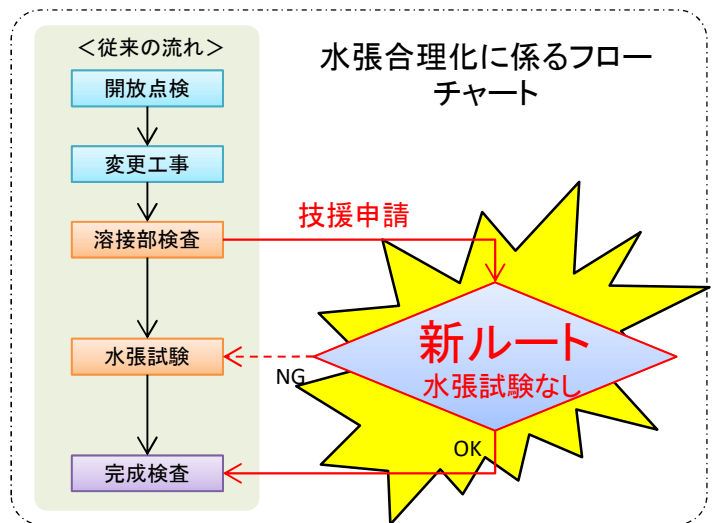 ＜従来の流れ＞
水張合理化に係るフロー
チャート
開放点検
変更工事
溶接部検査
技援申請
水張試験
新ルート
水張試験なし
NG
OK
完成検査